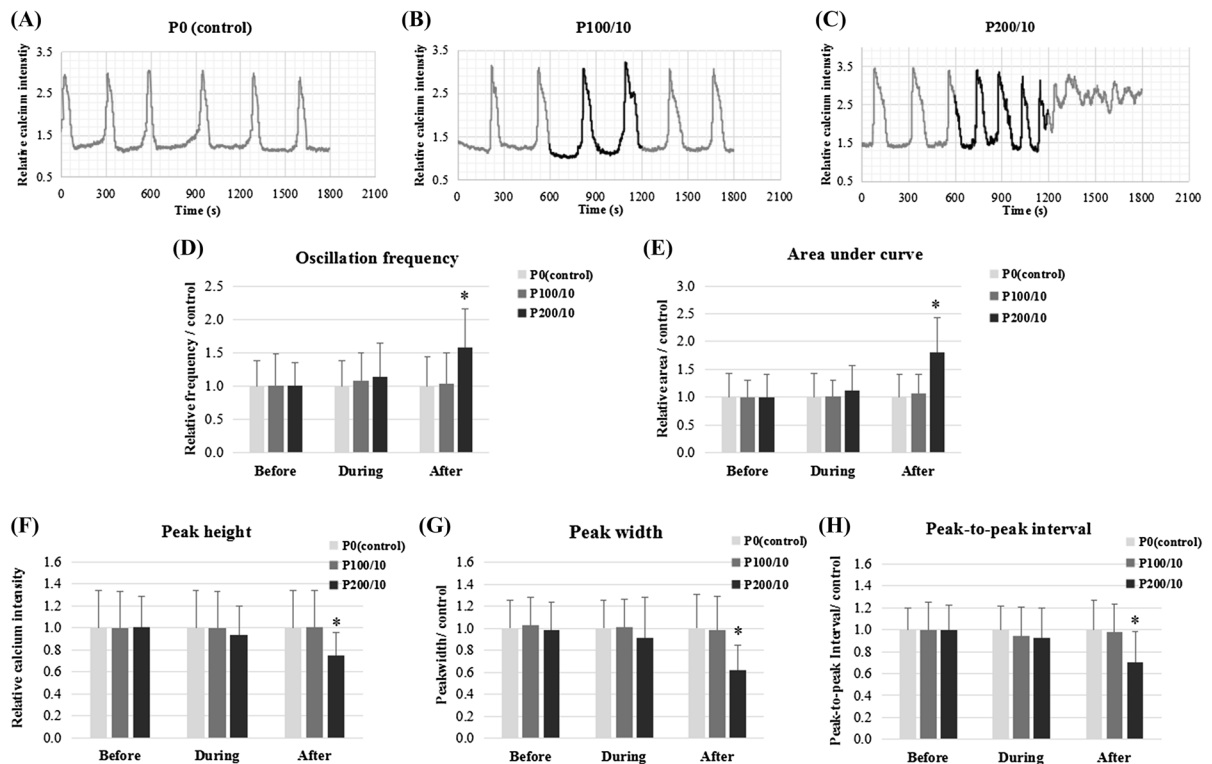 (A)
P0 (control)
Relative calcium intenstiy
3.5
2.5
1.5
0.5
0 300 600 900 1200 1500 1800 2100
Time (s)
(B)
P100/10
Relative calcium intenstiy
3.5
2.5
1.5
0.5
0 300 600 900 1200 1500 1800 2100
Time (s)
(C)
P200/10
Relative calcium intenstiy
3.5
2.5
1.5
0.5
0 300 600 900 1200 1500 1800 2100
Time (s)
(D)
Oscillation frequency
P0(control)
P100/10
P200/10
Relative frequency / control
2.5
2.0
1.5
1.0
0.5
0.0
*
Before During After
(E)
Area under curve
P0(control)
P100/10
P200/10
Relative area / control
3.0
2.5
2.0
1.5
1.0
0.5
0.0
*
Before During After
(F)
Peak height
P0(control)
P100/10
P200/10
Relative calcium intensity
1.6
1.4
1.2
1.0
0.8
0.6
0.4
0.2
0.0
*
Before During After
(G)
Peak width
P0(control)
P100/10
P200/10
Peakwidth/ control
1.6
1.4
1.2
1.0
0.8
0.6
0.4
0.2
0.0
*
Before During After
(H)
Peak-to-peak interval
P0(control)
P100/10
P200/10
Peak-to-peak Interval/ control
1.6
1.4
1.2
1.0
0.8
0.6
0.4
0.2
0.0
*
Before During After